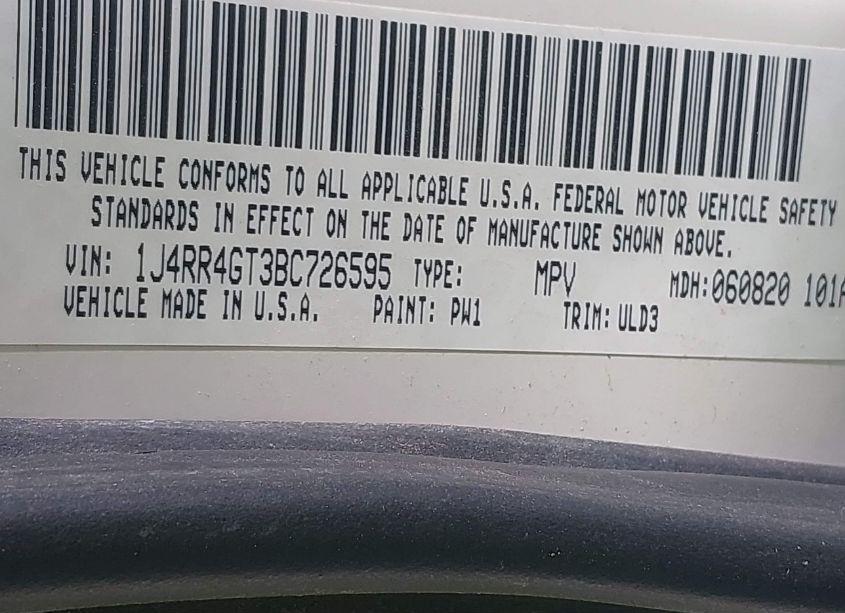 THIS VEHICLE CONFORMS TO ALL APPLICABLE U.S.A. FEDERAL MOTOR VEHICLE SAFETY
STANDARDS IN EFFECT ON THE DATE OF MANUFACTURE SHOWN ABOVE.
VIN: 1J4RR4GT3BC726595 TYPE: MPV MDH:060820 101A
VEHICLE MADE IN U.S.A. PAINT: PW1 TRIM: ULD3